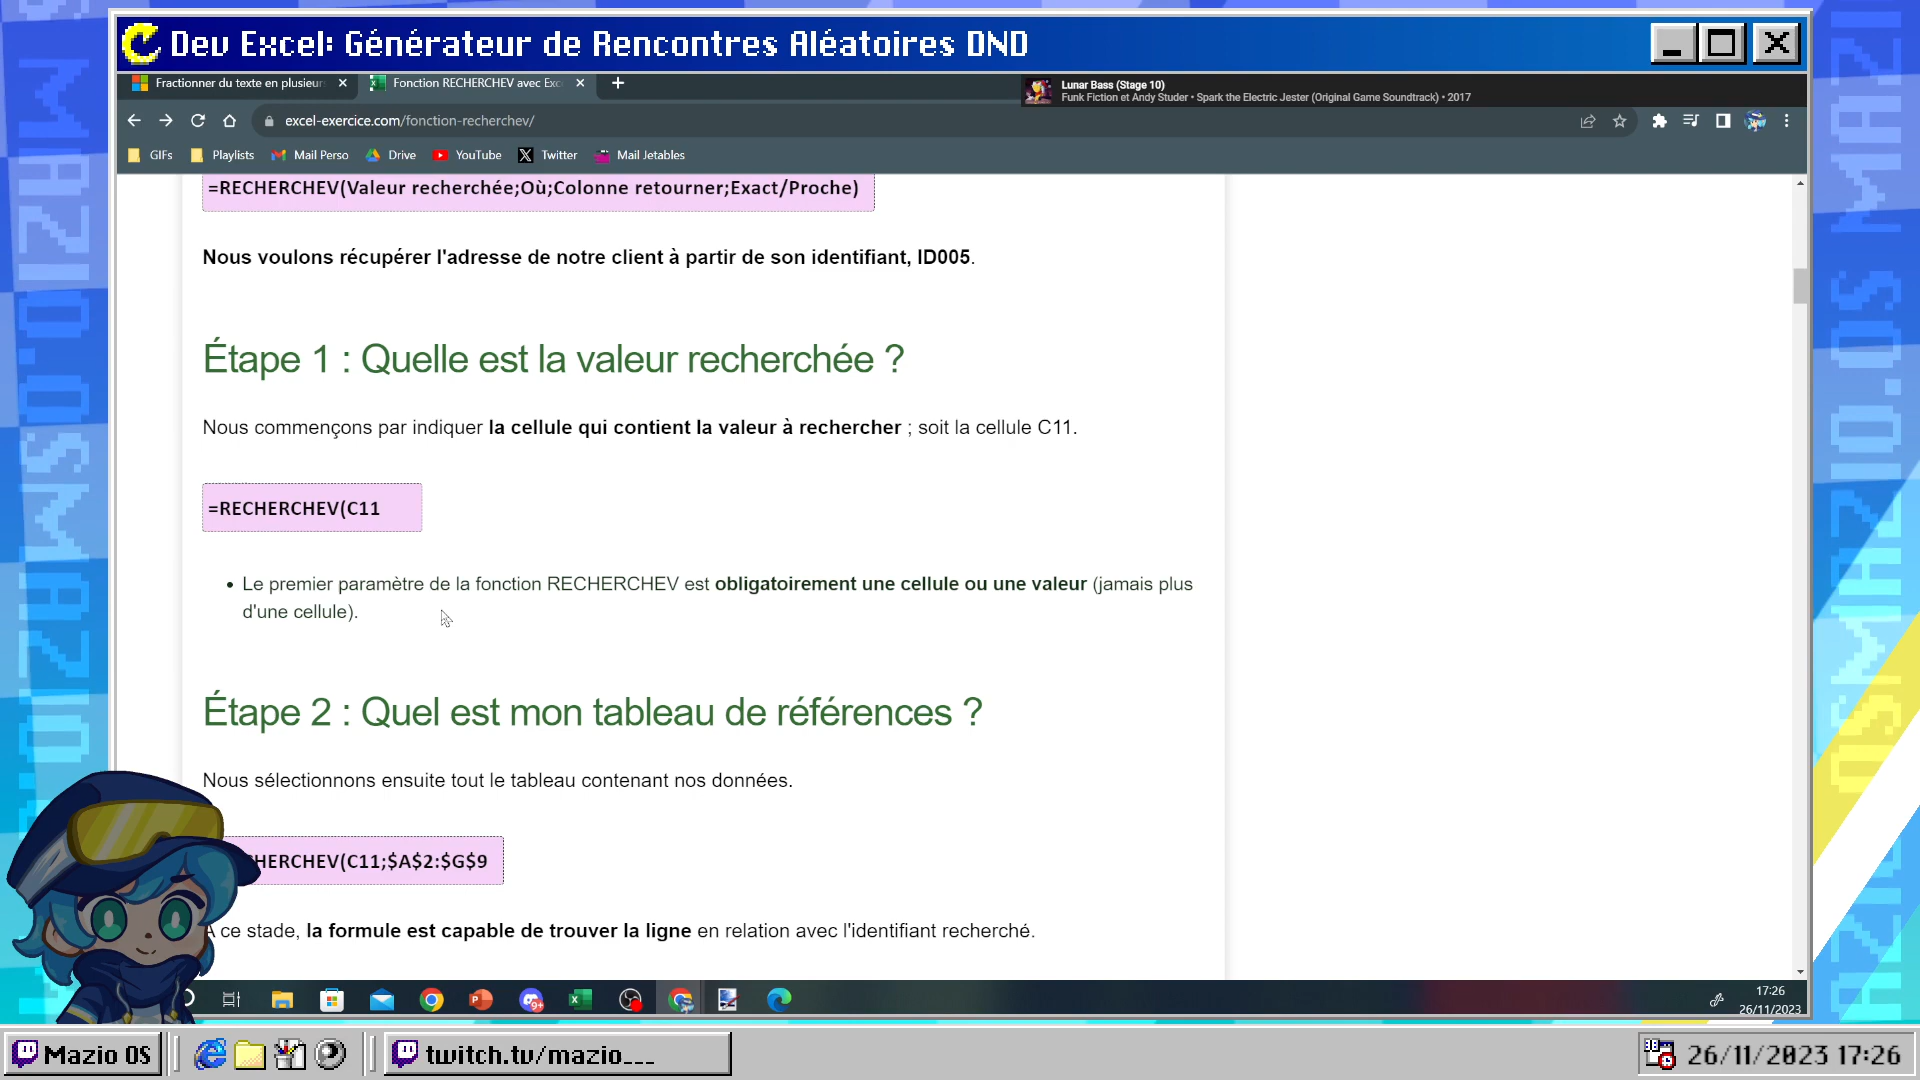 Dev Excel: Générateur de Rencontres Aléatoires DND
Fractionner du texte en plusieurs
Fonction RECHERCHEV avec Exc
Lunar Bass (Stage 10)
Funk Fiction et Andy Studer • Spark the Electric Jester (Original Game Soundtrack) • 2017
excel-exercice.com/fonction-recherchev/
GIFs
Playlists
Mail Perso
Drive
YouTube
Twitter
Mail Jetables
=RECHERCHEV(Valeur recherchée;Où;Colonne retourner;Exact/Proche)
Nous voulons récupérer l'adresse de notre client à partir de son identifiant, ID005.
Étape 1 : Quelle est la valeur recherchée ?
Nous commençons par indiquer la cellule qui contient la valeur à rechercher ; soit la cellule C11.
=RECHERCHEV(C11
• Le premier paramètre de la fonction RECHERCHEV est obligatoirement une cellule ou une valeur (jamais plus
d'une cellule).
Étape 2 : Quel est mon tableau de références ?
Nous sélectionnons ensuite tout le tableau contenant nos données.
HERCHEV(C11;$A$2:$G$9
A ce stade, la formule est capable de trouver la ligne en relation avec l'identifiant recherché.
17:26
26/11/2023
Mazio OS
twitch.tv/mazio___
26/11/2023 17:26